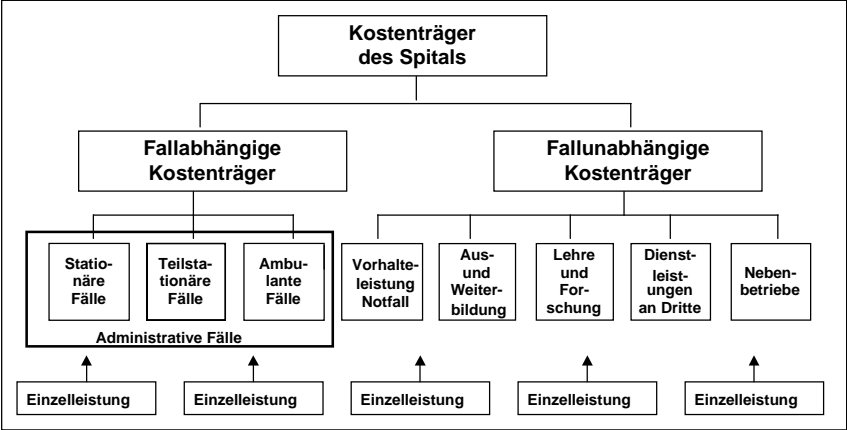 Kostenträger
des Spitals
Fallabhängige
Kostenträger
Fallunabhängige
Kostenträger
Statio-
näre
Fälle
Teilsta-
tionäre
Fälle
Ambu-
lante
Fälle
Administrative Fälle
Vorhalte-
leistung
Notfall
Aus-
und
Weiter-
bildung
Lehre
und
For-
schung
Dienst-
leist-
ungen
an Dritte
Neben-
betriebe
Einzelleistung
Einzelleistung
Einzelleistung
Einzelleistung
Einzelleistung